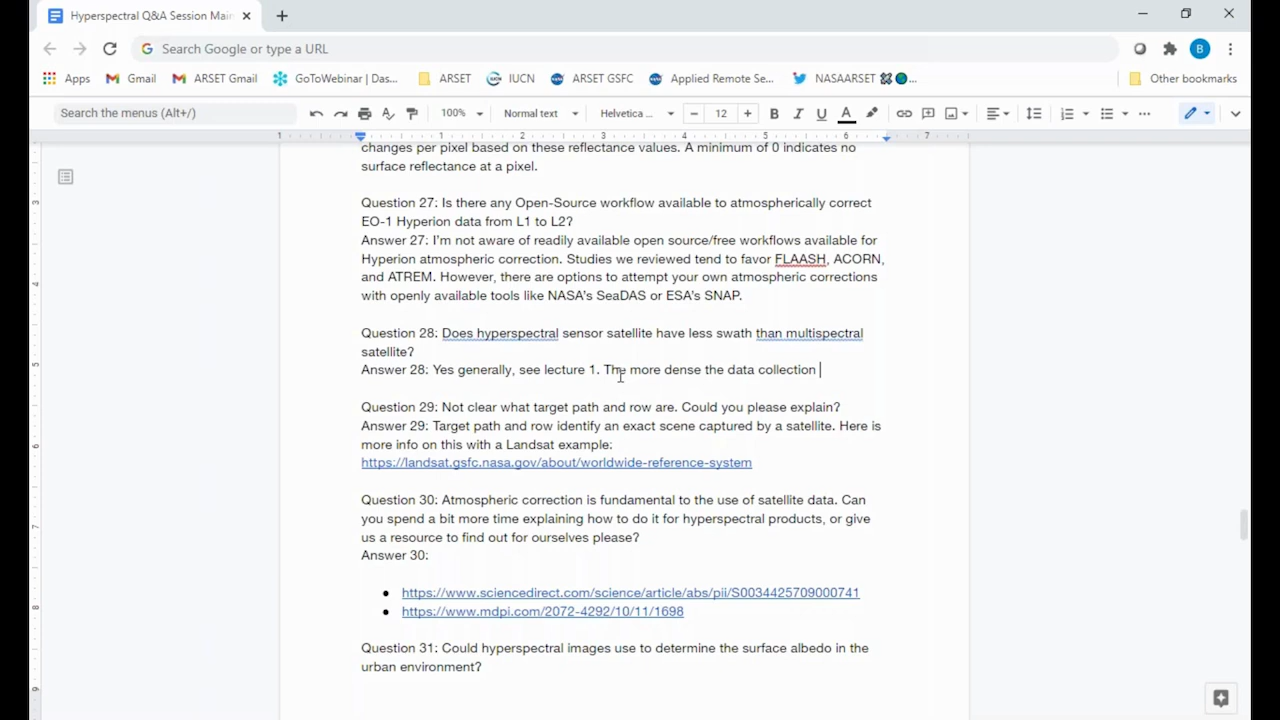 Hyperspectral Q&A Session Main
Search Google or type a URL
B
Apps Gmail ARSET Gmail GoToWebinar | Das... ARSET IUCN ARSET GSFC Applied Remote Se... NASAARSET 🛰🌎... Other bookmarks
Search the menus (Alt+/) 100% Normal text Helvetica ... 12 B I U A
1 1 2 3 4 5 6 7
changes per pixel based on these reflectance values. A minimum of 0 indicates no
surface reflectance at a pixel.
Question 27: Is there any Open-Source workflow available to atmospherically correct
EO-1 Hyperion data from L1 to L2?
Answer 27: I'm not aware of readily available open source/free workflows available for
Hyperion atmospheric correction. Studies we reviewed tend to favor FLAASH, ACORN,
and ATREM. However, there are options to attempt your own atmospheric corrections
with openly available tools like NASA's SeaDAS or ESA's SNAP.
Question 28: Does hyperspectral sensor satellite have less swath than multispectral
satellite?
Answer 28: Yes generally, see lecture 1. The more dense the data collection
Question 29: Not clear what target path and row are. Could you please explain?
Answer 29: Target path and row identify an exact scene captured by a satellite. Here is
more info on this with a Landsat example:
https://landsat.gsfc.nasa.gov/about/worldwide-reference-system
Question 30: Atmospheric correction is fundamental to the use of satellite data. Can
you spend a bit more time explaining how to do it for hyperspectral products, or give
us a resource to find out for ourselves please?
Answer 30:
https://www.sciencedirect.com/science/article/abs/pii/S0034425709000741
https://www.mdpi.com/2072-4292/10/11/1698
Question 31: Could hyperspectral images use to determine the surface albedo in the
urban environment?